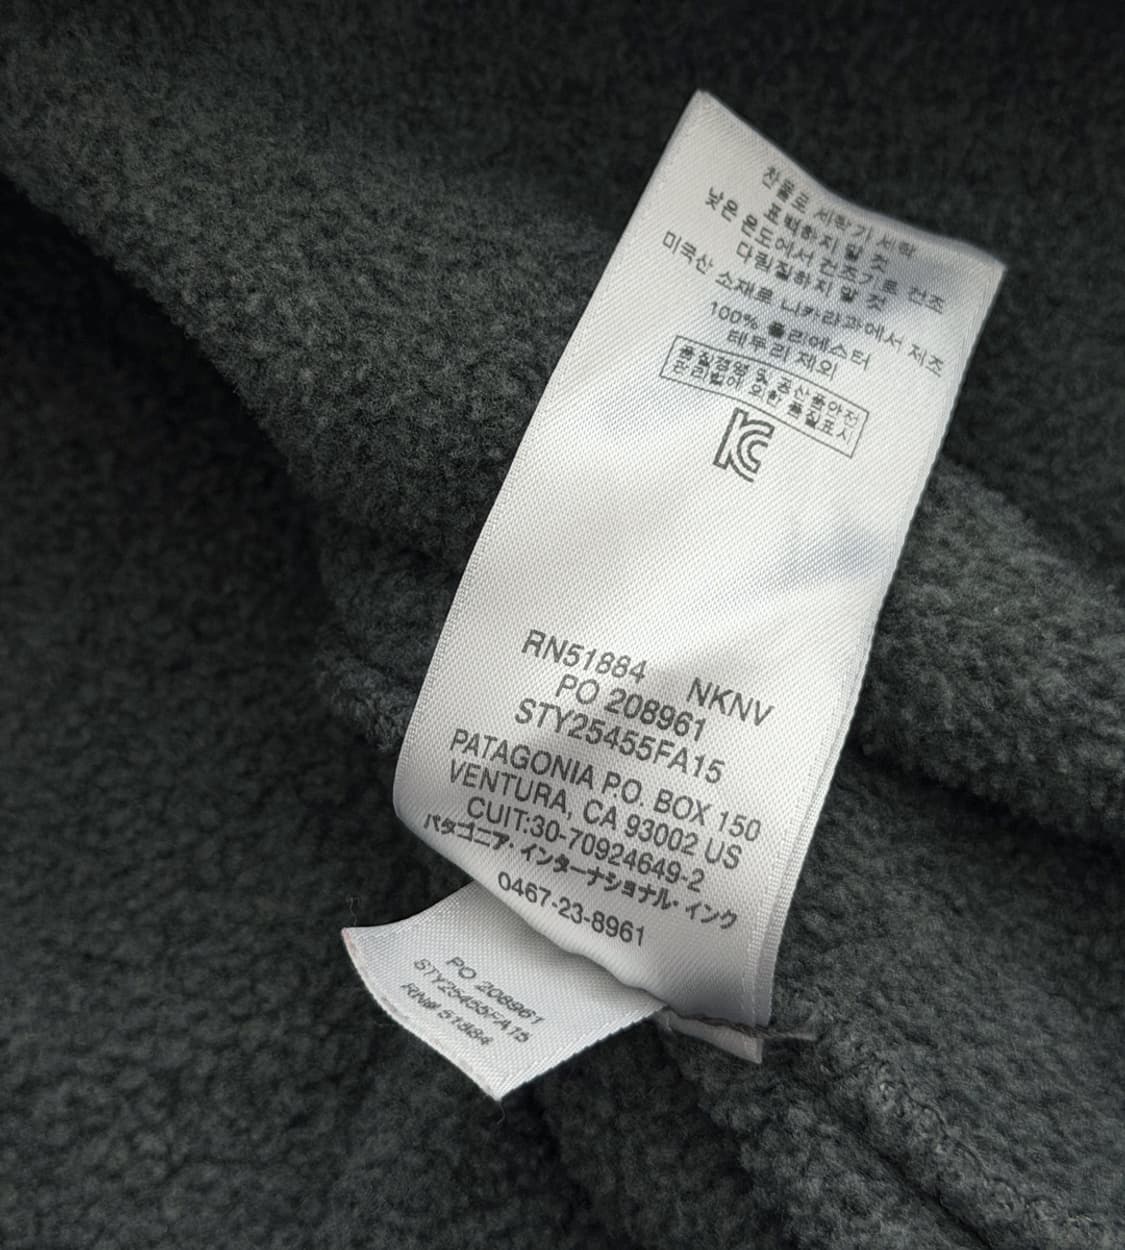 찬물로 세탁기 세탁
표백하지 말 것
낮은 온도에서 건조기로 건조
다림질하지 말 것
미국산 소재로 니카라과에서 제조
100% 폴리에스터
테두리 제외
품질경영 및 공산품안전
관리법에 의한 품질표시
KC
RN51884 NKNV
PO 208961
STY25455FA15
PATAGONIA P.O. BOX 150
VENTURA, CA 93002 US
CUIT:30-70924649-2
パタゴニア・インターナショナル・インク
0467-23-8961
PO 208961
STY25455FA15
RN# 51884